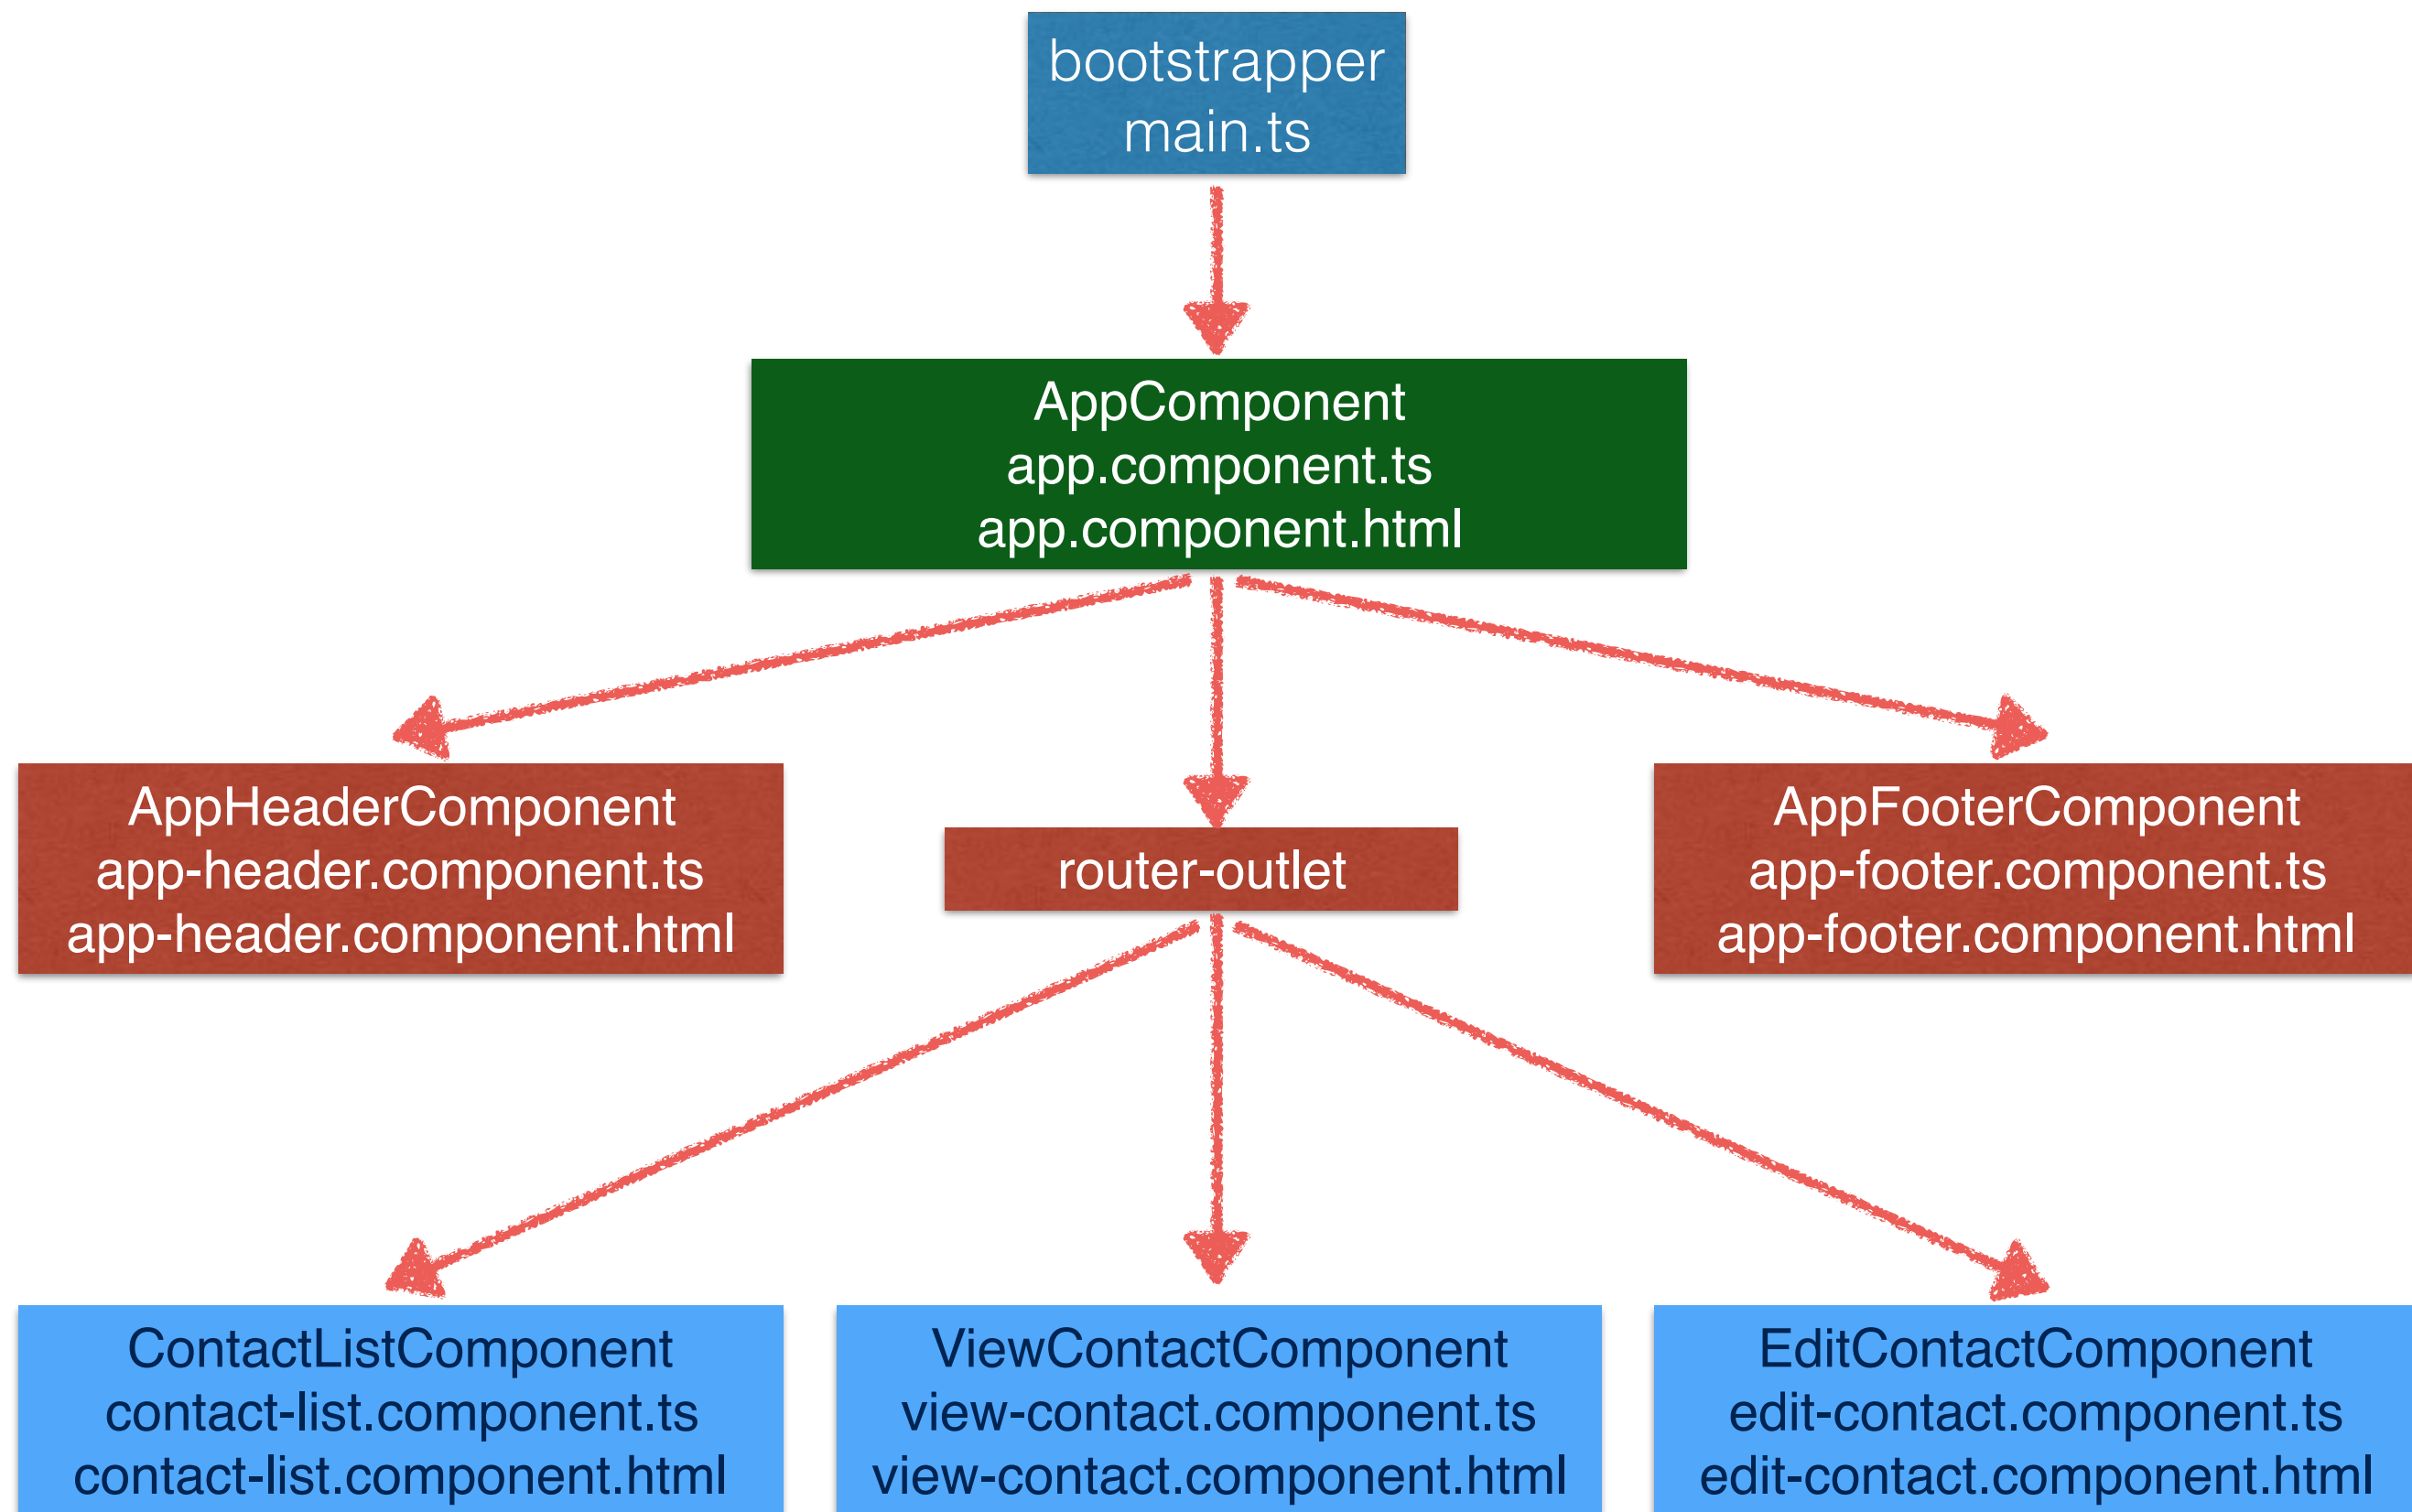 bootstrapper
main.ts
AppComponent
app.component.ts
app.component.html
AppHeaderComponent
app-header.component.ts
app-header.component.html
router-outlet
AppFooterComponent
app-footer.component.ts
app-footer.component.html
ContactListComponent
contact-list.component.ts
contact-list.component.html
ViewContactComponent
view-contact.component.ts
view-contact.component.html
EditContactComponent
edit-contact.component.ts
edit-contact.component.html